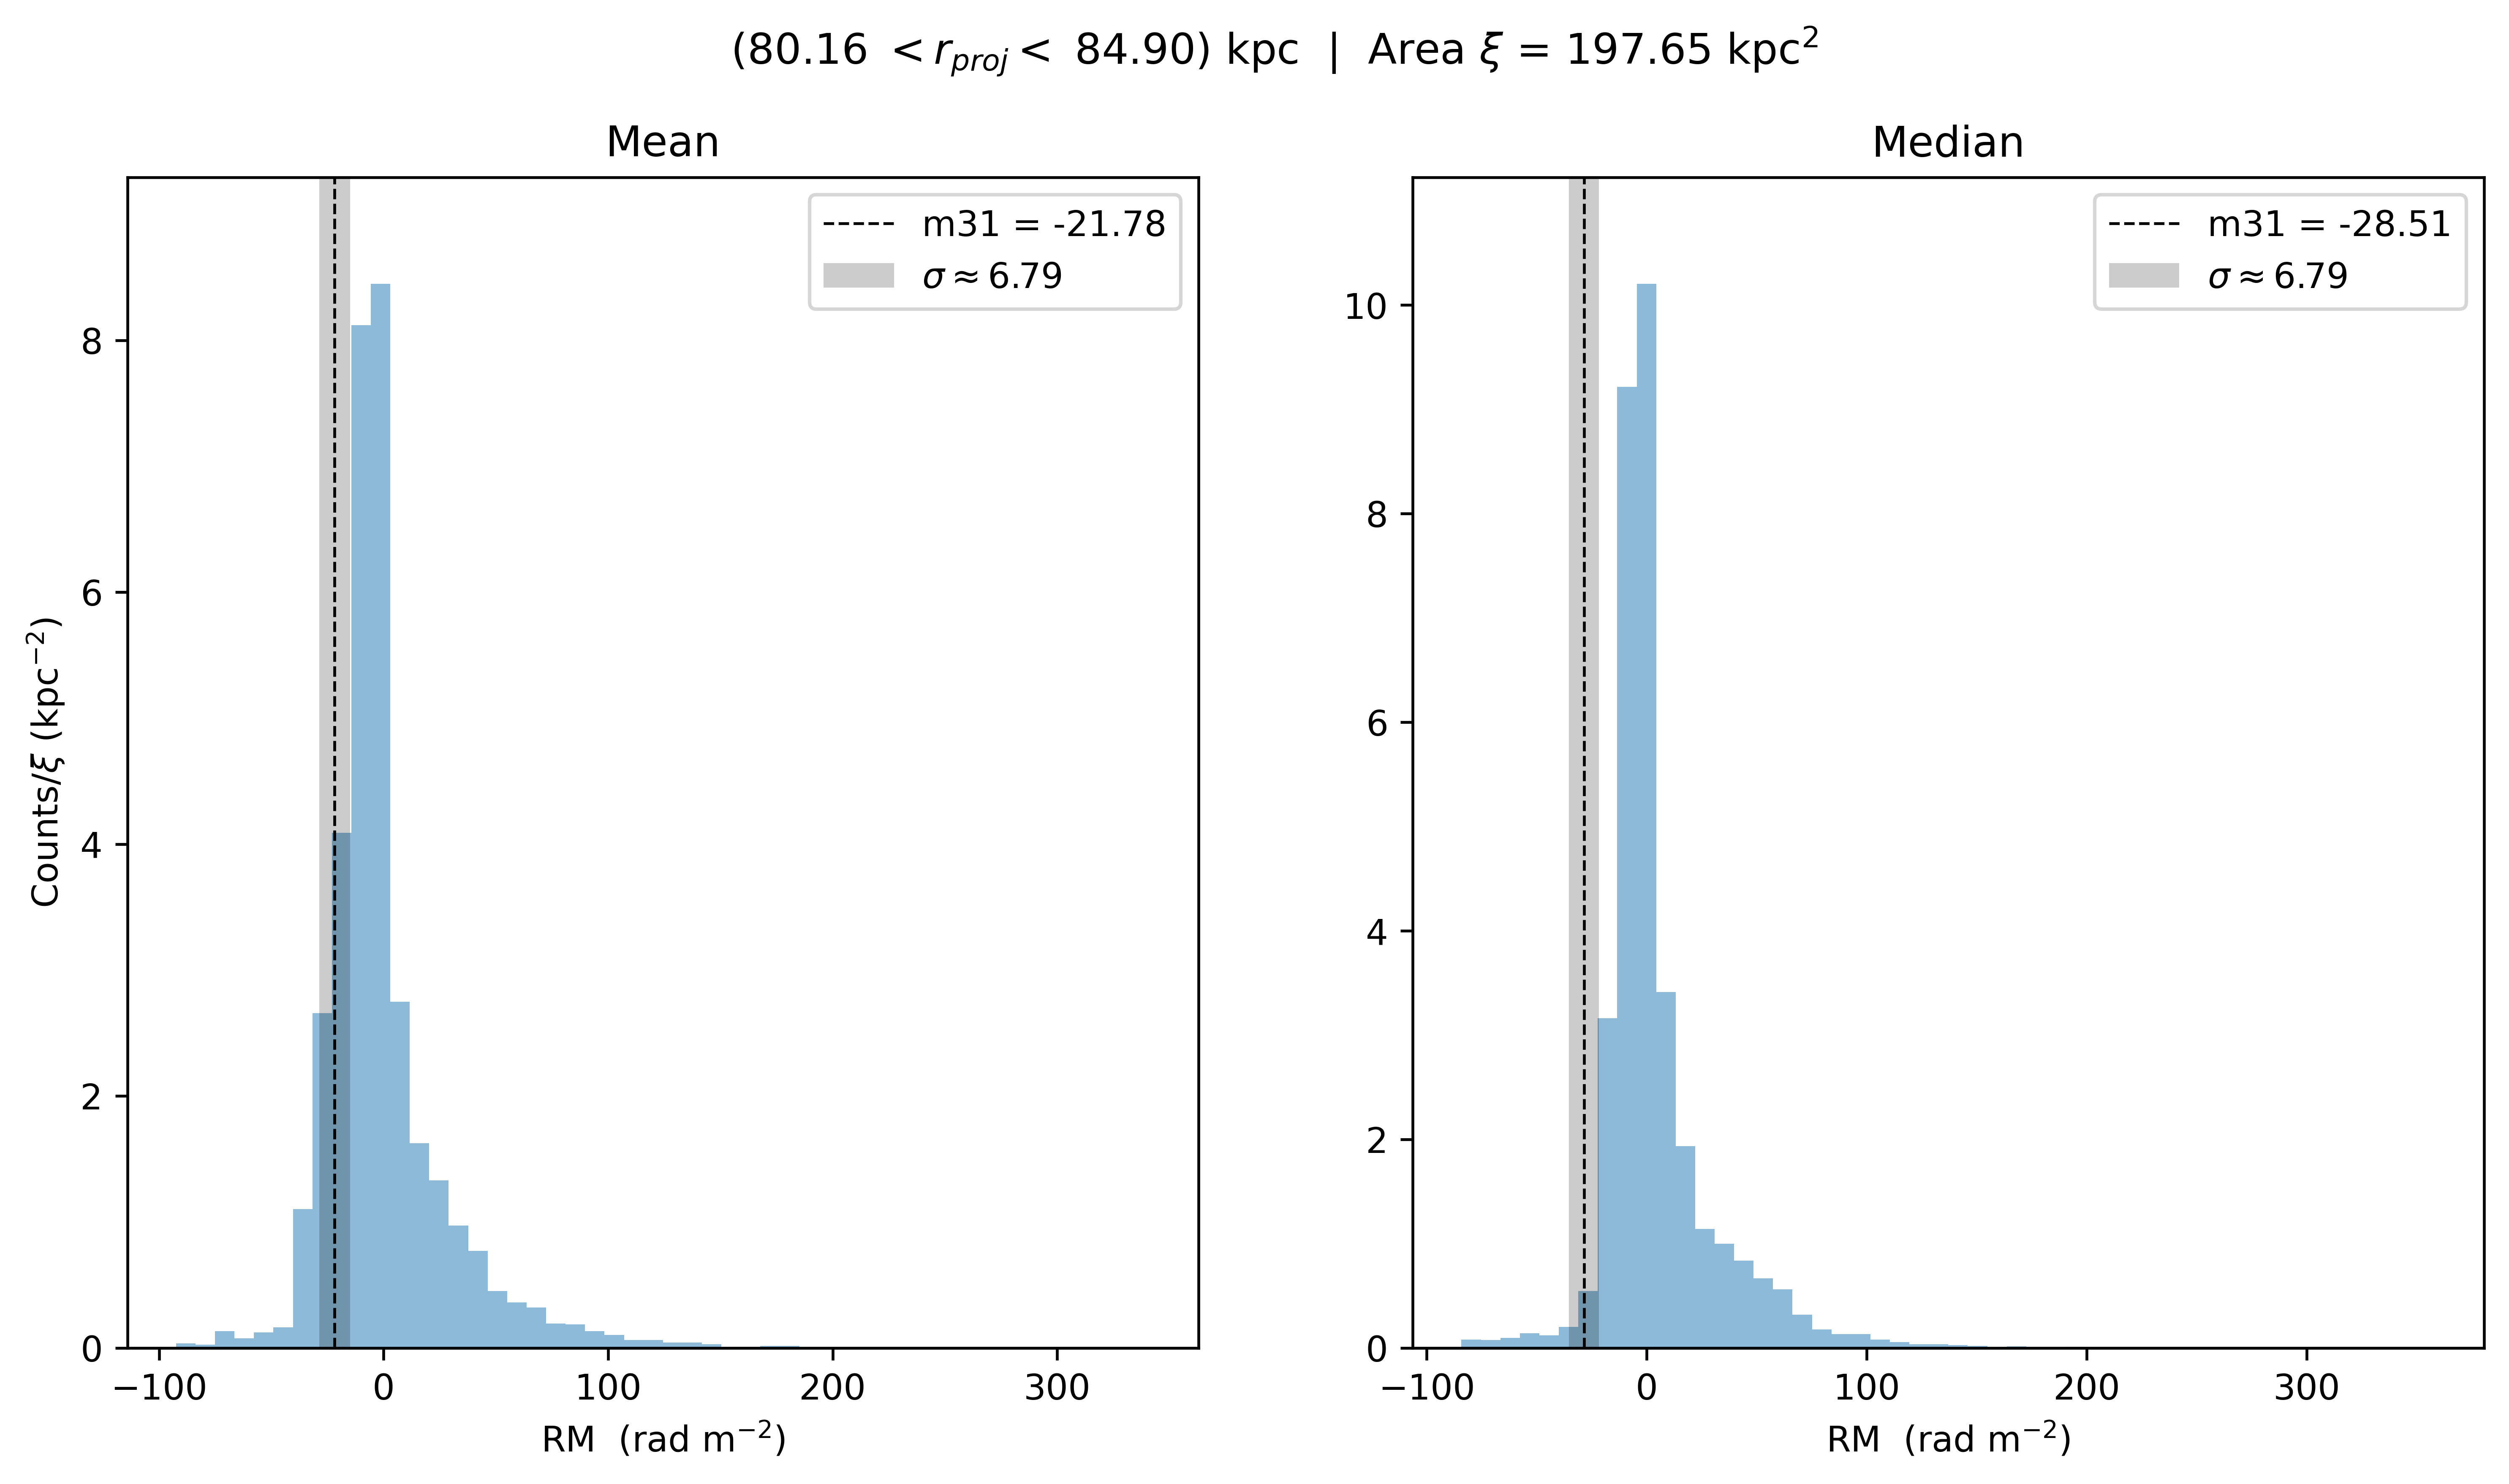 (80.16 < r_proj < 84.90) kpc | Area ξ = 197.65 kpc²
Mean
m31 = -21.78
σ ≈ 6.79
Counts/ξ (kpc⁻²)
8
6
4
2
0
−100 0 100 200 300
RM (rad m⁻²)
Median
m31 = -28.51
σ ≈ 6.79
10
8
6
4
2
0
−100 0 100 200 300
RM (rad m⁻²)